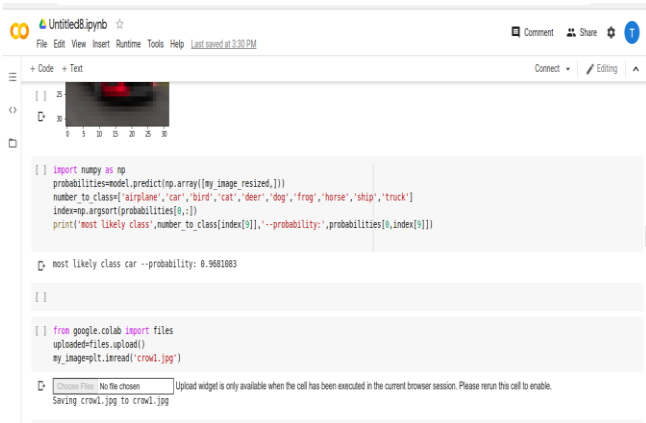 Untitled8.ipynb
Comment Share T
File Edit View Insert Runtime Tools Help Last saved at 3:30 PM
+ Code + Text
Connect Editing
[ ] 25
30
0 5 10 15 20 25 30
[ ] import numpy as np
probabilities=model.predict(np.array([my_image_resized,]))
number_to_class=['airplane','car','bird','cat','deer','dog','frog','horse','ship','truck']
index=np.argsort(probabilities[0,:])
print('most likely class',number_to_class[index[9]],'--probability:',probabilities[0,index[9]])
most likely class car --probability: 0.9681083
[ ]
[ ] from google.colab import files
uploaded=files.upload()
my_image=plt.imread('crow1.jpg')
Choose Files No file chosen Upload widget is only available when the cell has been executed in the current browser session. Please rerun this cell to enable.
Saving crow1.jpg to crow1.jpg